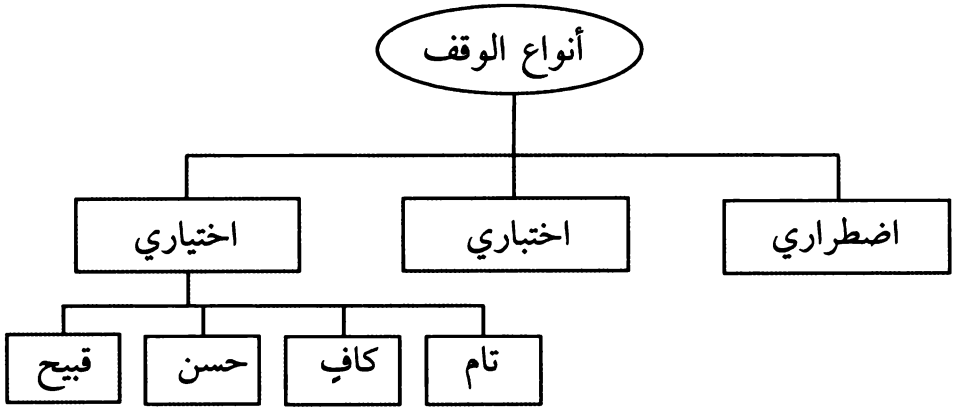 أنواع الوقف
اضطراري
اختباري
اختياري
تام
كافٍ
حسن
قبيح